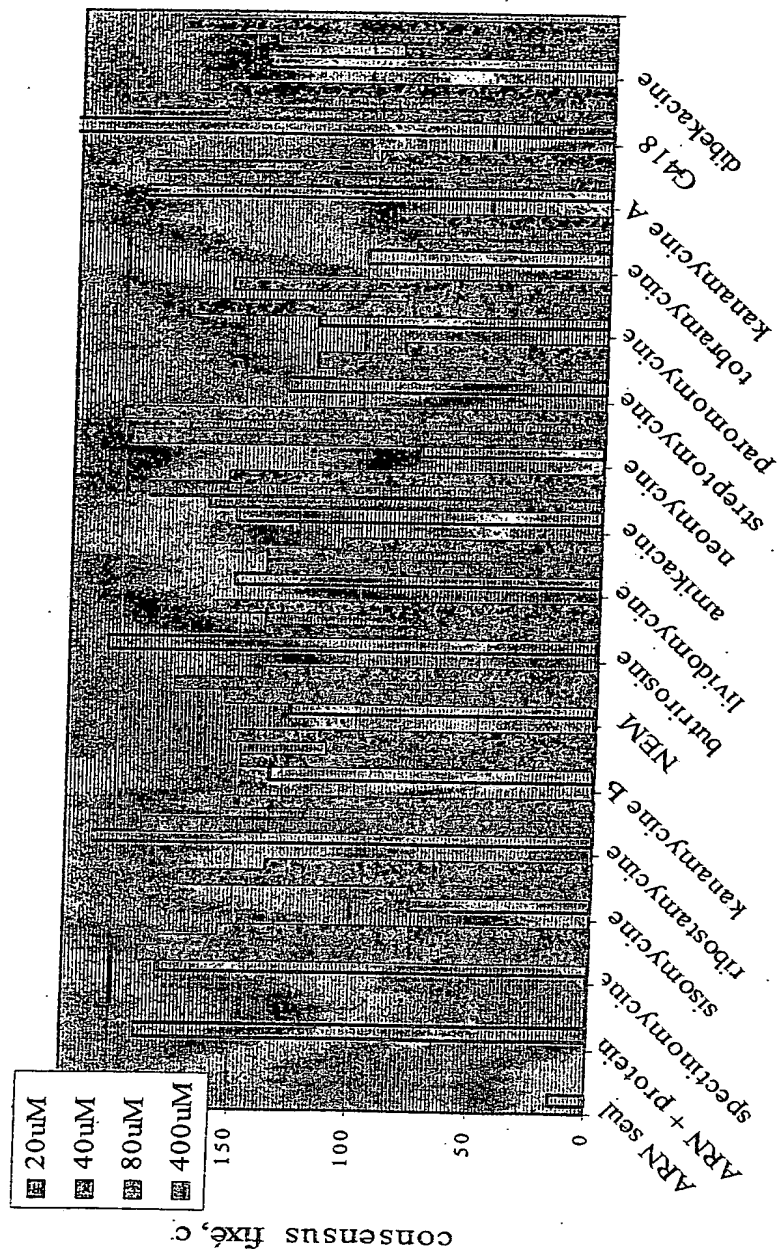 20uM
40uM
80uM
400uM
consensus fixé, c
150
100
50
0
ARN seul
ARN + protein
spectinomycine
sisomycine
ribostamycine
kanamycine B
NEM
butrirosine
lividomycine
amikacine
neomycine
streptomycine
paromomycine
tobramycine
kanamycine A
G418
dibekacine